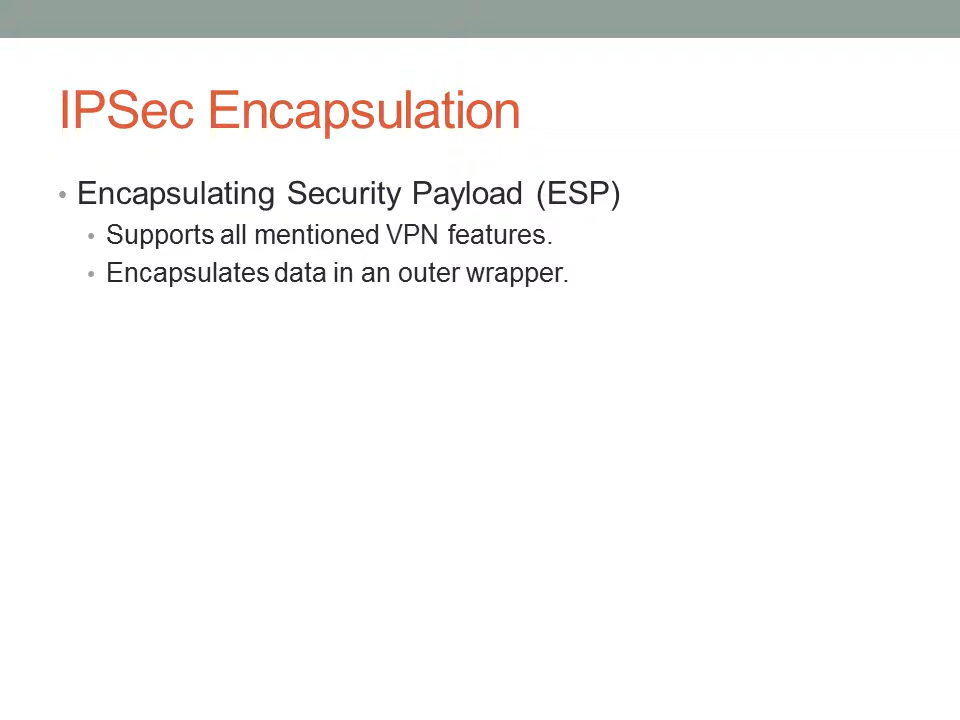 IPSec Encapsulation
• Encapsulating Security Payload (ESP)
• Supports all mentioned VPN features.
• Encapsulates data in an outer wrapper.